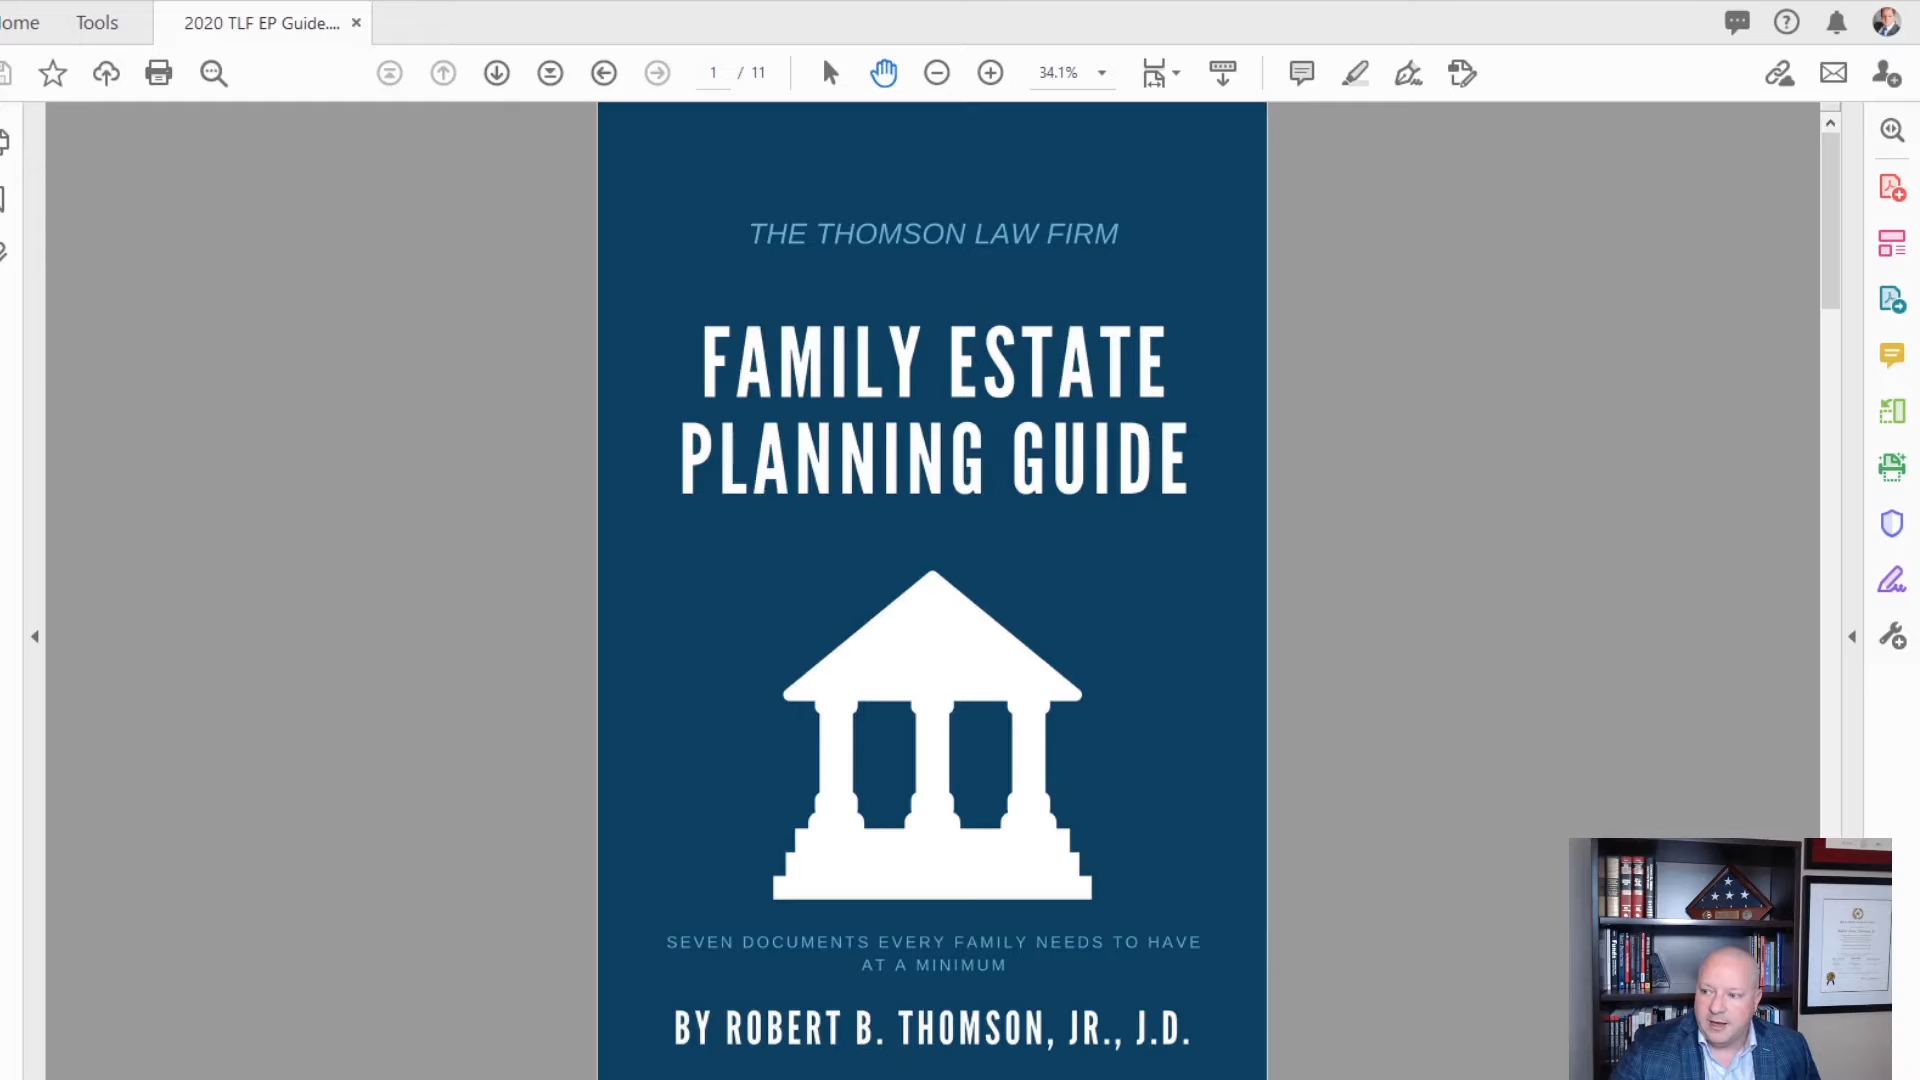 ome
Tools
2020 TLF EP Guide....
1 / 11
34.1%
THE THOMSON LAW FIRM
FAMILY ESTATE
PLANNING GUIDE
SEVEN DOCUMENTS EVERY FAMILY NEEDS TO HAVE
AT A MINIMUM
BY ROBERT B. THOMSON, JR., J.D.